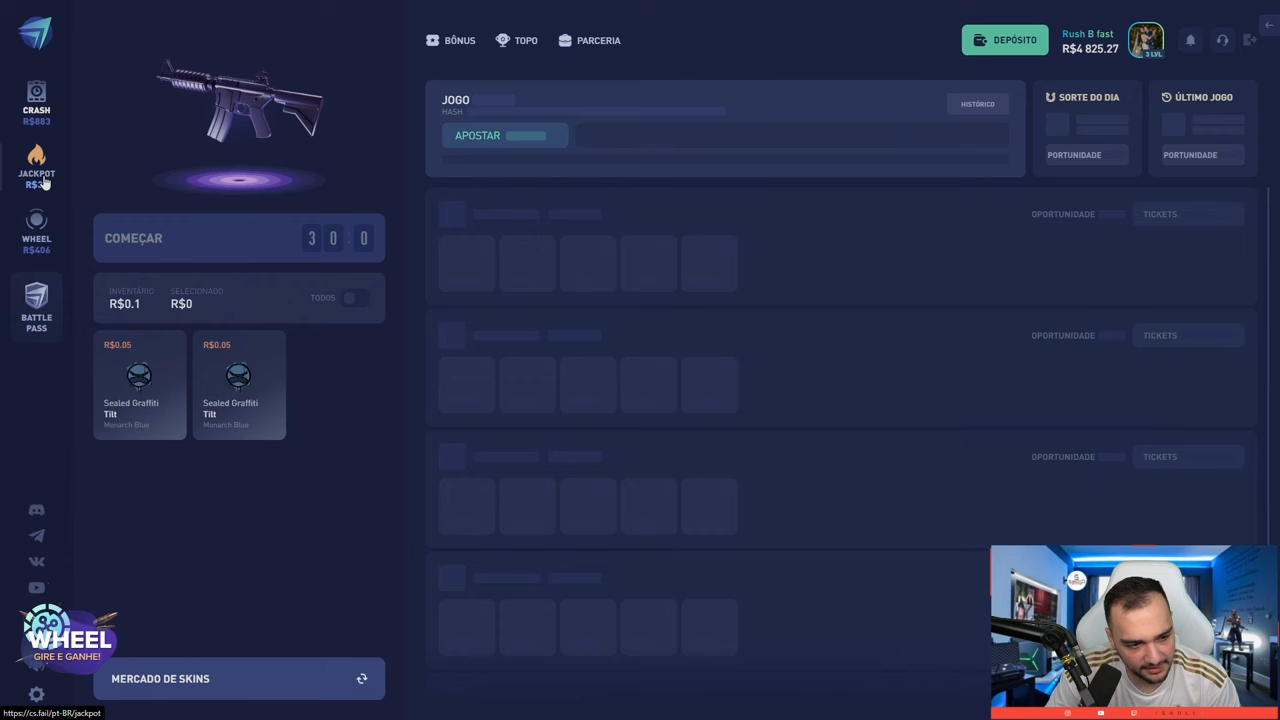 CRASH
R$883
JACKPOT
WHEEL
R$406
BATTLE
PASS
WHEEL
GIRE E GANHE!
COMEÇAR
3 0 . 0
INVENTÁRIO
R$0.1
SELECIONADO
R$0
TODOS
R$0.05
Sealed Graffiti
Tilt
Monarch Blue
R$0.05
Sealed Graffiti
Tilt
Monarch Blue
MERCADO DE SKINS
BÔNUS
TOPO
PARCERIA
DEPÓSITO
Rush B fast
R$4 825.27
3 LVL
JOGO
HASH
HISTÓRICO
APOSTAR
SORTE DO DIA
PORTUNIDADE
ÚLTIMO JOGO
PORTUNIDADE
OPORTUNIDADE
TICKETS
OPORTUNIDADE
TICKETS
OPORTUNIDADE
TICKETS
https://cs.fail/pt-BR/jackpot